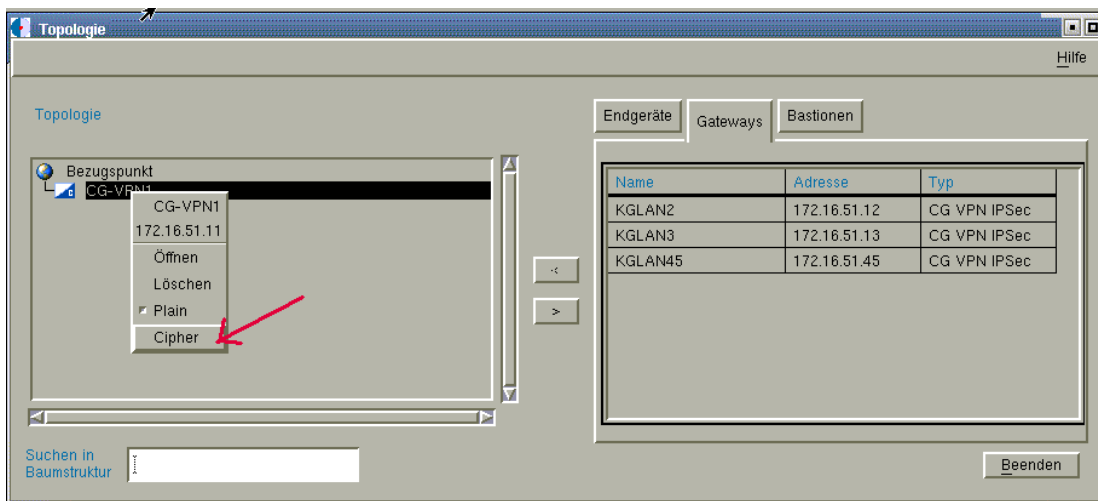 Topologie
Hilfe
Topologie
Bezugspunkt
CG-VPN1
CG-VPN1
172.16.51.11
Öffnen
Löschen
Plain
Cipher
<
>
Suchen in
Baumstruktur
Endgeräte Gateways Bastionen
Name Adresse Typ
KGLAN2 172.16.51.12 CG VPN IPSec
KGLAN3 172.16.51.13 CG VPN IPSec
KGLAN45 172.16.51.45 CG VPN IPSec
Beenden